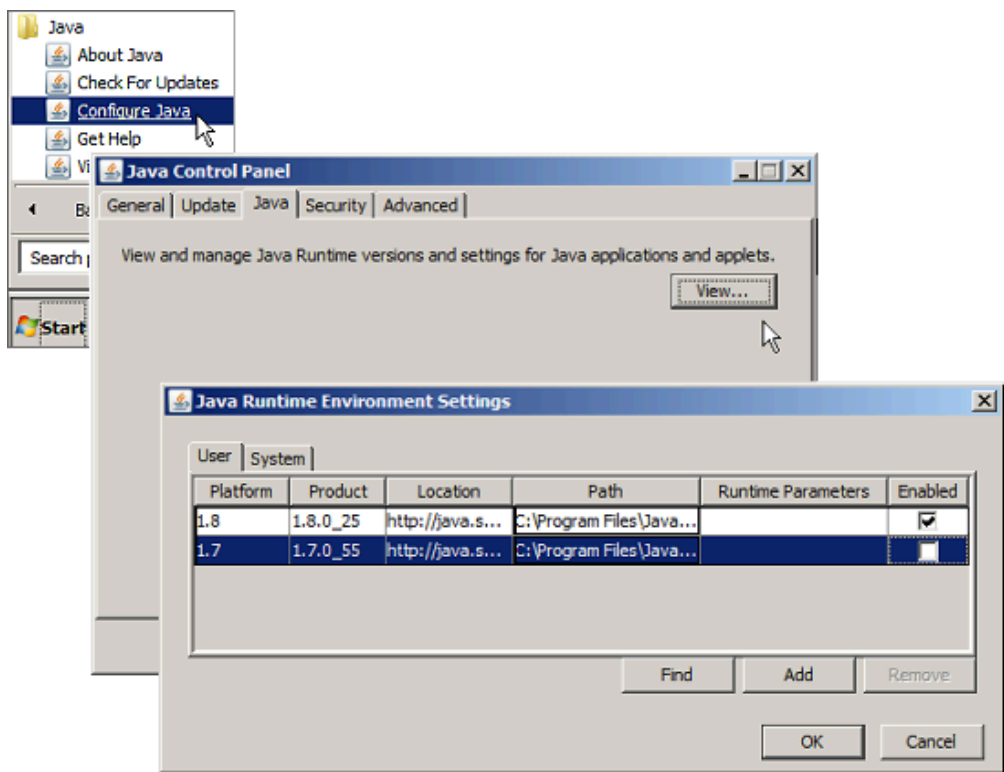 Java
About Java
Check For Updates
Configure Java
Get Help
Vi
Java Control Panel
Ba
General Update Java Security Advanced
Search
View and manage Java Runtime versions and settings for Java applications and applets.
View...
Start
Java Runtime Environment Settings
User System
Platform Product Location Path Runtime Parameters Enabled
1.8 1.8.0_25 http://java.s... C:\Program Files\Java...
1.7 1.7.0_55 http://java.s... C:\Program Files\Java...
Find Add Remove
OK Cancel